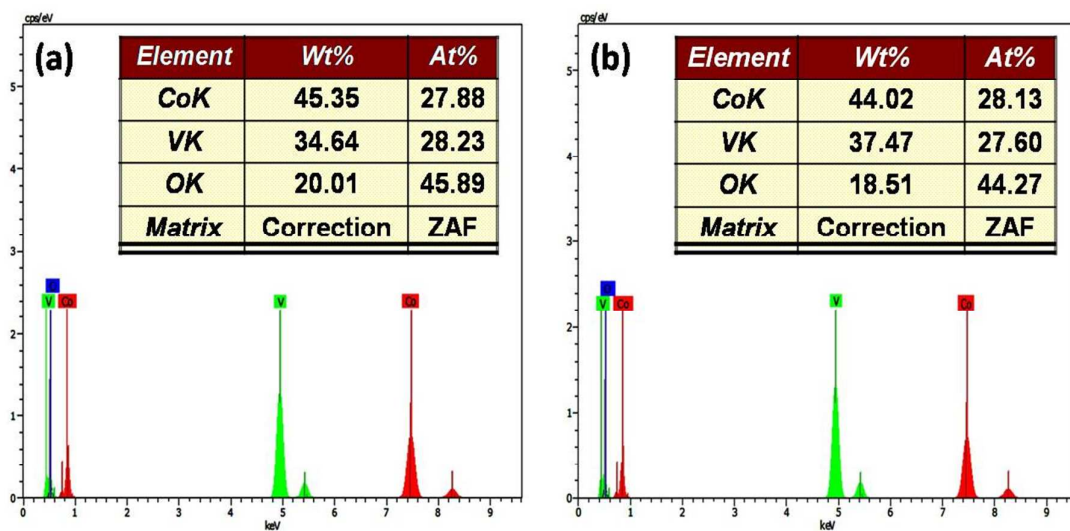 cps/eV
(a)
Element Wt% At%
CoK 45.35 27.88
VK 34.64 28.23
OK 20.01 45.89
Matrix Correction ZAF
5
4
3
2
1
0
O
V Co V Co
0 1 2 3 4 5 6 7 8 9
keV
cps/eV
(b)
Element Wt% At%
CoK 44.02 28.13
VK 37.47 27.60
OK 18.51 44.27
Matrix Correction ZAF
5
4
3
2
1
0
V Co V Co
0 1 2 3 4 5 6 7 8 9
keV